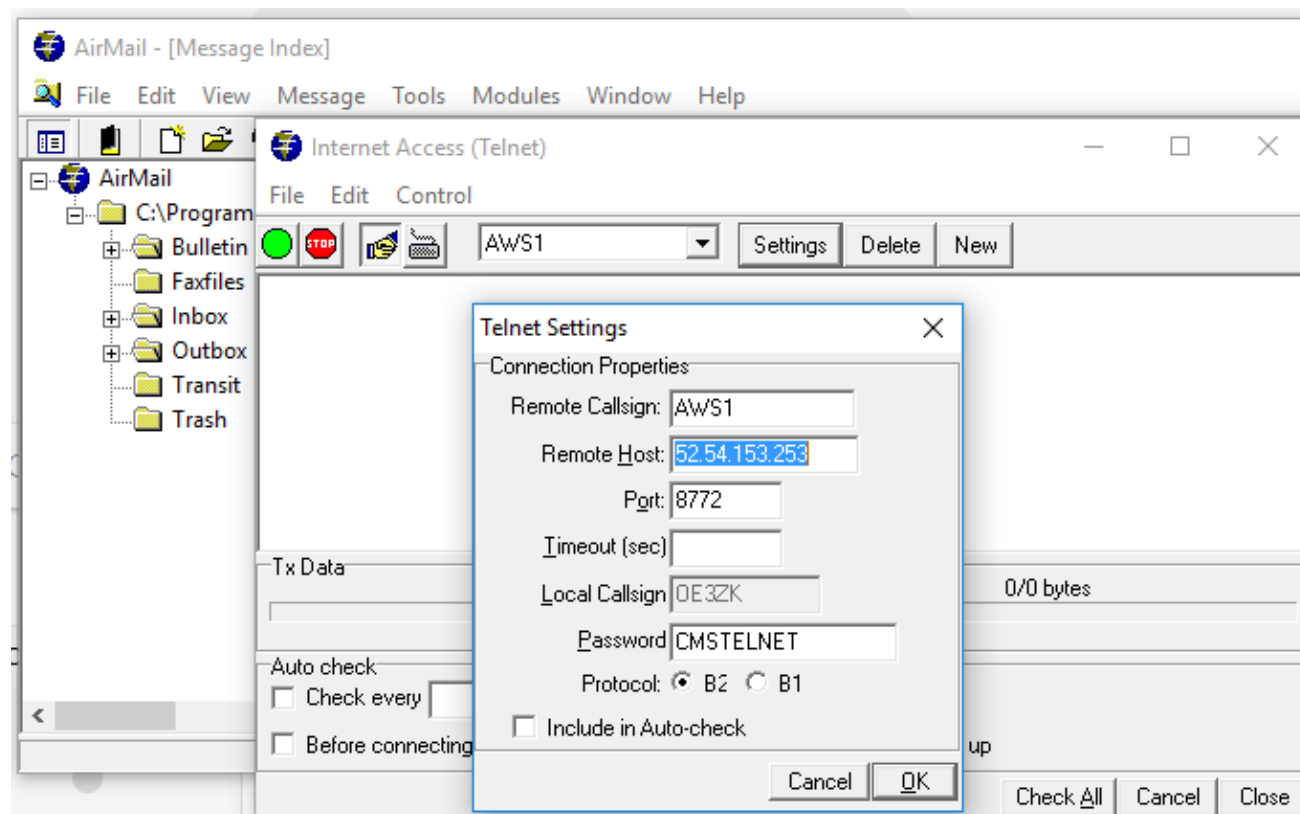 AirMail - [Message Index]
File Edit View Message Tools Modules Window Help
Internet Access (Telnet)
File Edit Control
STOP
AWS1
Settings Delete New
AirMail
C:\Program
Bulletin
Faxfiles
Inbox
Outbox
Transit
Trash
Telnet Settings
Connection Properties
Remote Callsign: AWS1
Remote Host: 52.54.153.253
Port: 8772
Timeout (sec)
Local Callsign OE3ZK
Password CMSTELNET
Protocol: B2 B1
Include in Auto-check
Cancel OK
Tx Data
0/0 bytes
Auto check
Check every
Before connecting
up
Check All Cancel Close